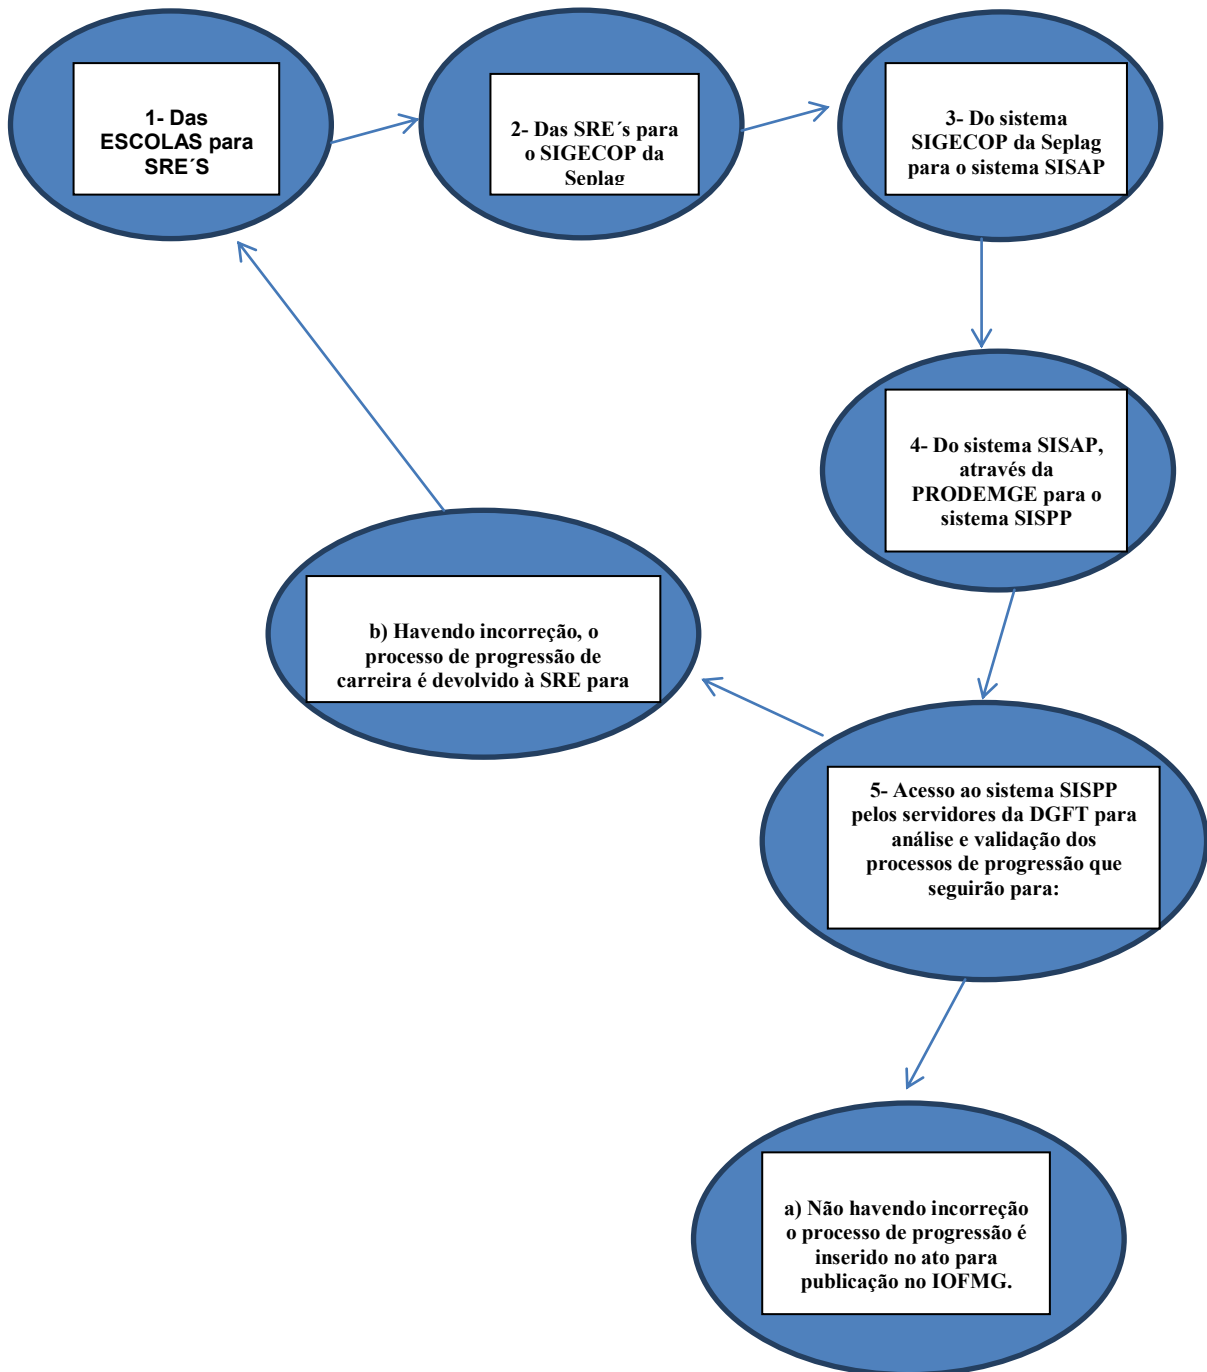 1- Das
ESCOLAS para
SRE´S
2- Das SRE´s para
o SIGECOP da
Seplag
3- Do sistema
SIGECOP da Seplag
para o sistema SISAP
4- Do sistema SISAP,
através da
PRODEMGE para o
sistema SISPP
5- Acesso ao sistema SISPP
pelos servidores da DGFT para
análise e validação dos
processos de progressão que
seguirão para:
b) Havendo incorreção, o
processo de progressão de
carreira é devolvido à SRE para
a) Não havendo incorreção
o processo de progressão é
inserido no ato para
publicação no IOFMG.